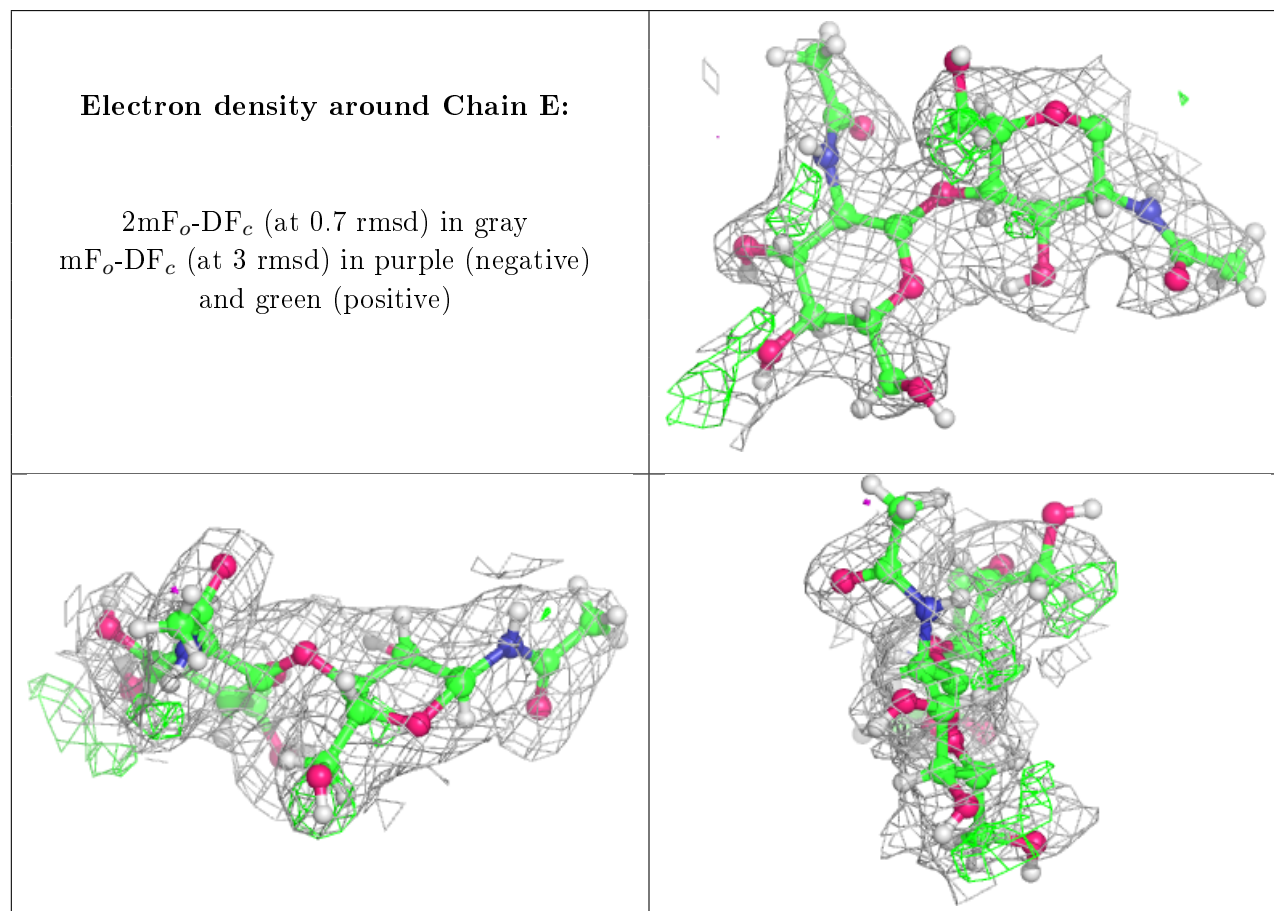 Electron density around Chain E:
2mFo-DFc (at 0.7 rmsd) in gray
mFo-DFc (at 3 rmsd) in purple (negative)
and green (positive)